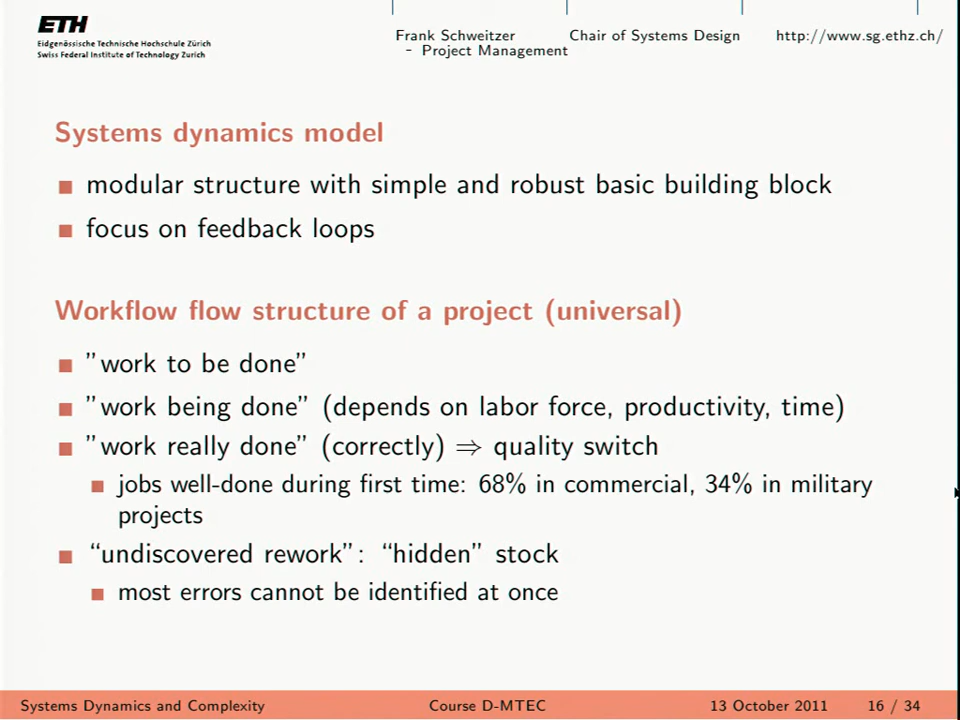 ETH
Eidgenössische Technische Hochschule Zürich
Swiss Federal Institute of Technology Zurich
Frank Schweitzer
- Project Management
Chair of Systems Design
http://www.sg.ethz.ch/
Systems dynamics model
modular structure with simple and robust basic building block
focus on feedback loops
Workflow flow structure of a project (universal)
”work to be done”
”work being done” (depends on labor force, productivity, time)
”work really done” (correctly) ⇒ quality switch
jobs well-done during first time: 68% in commercial, 34% in military
projects
“undiscovered rework”: “hidden” stock
most errors cannot be identified at once
Systems Dynamics and Complexity
Course D-MTEC
13 October 2011
16 / 34